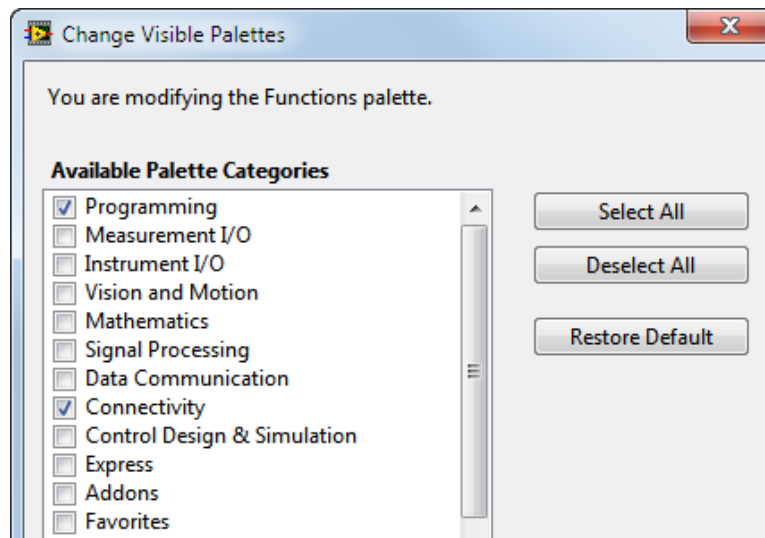 Change Visible Palettes
You are modifying the Functions palette.
Available Palette Categories
Programming
Measurement I/O
Instrument I/O
Vision and Motion
Mathematics
Signal Processing
Data Communication
Connectivity
Control Design & Simulation
Express
Addons
Favorites
Select All
Deselect All
Restore Default